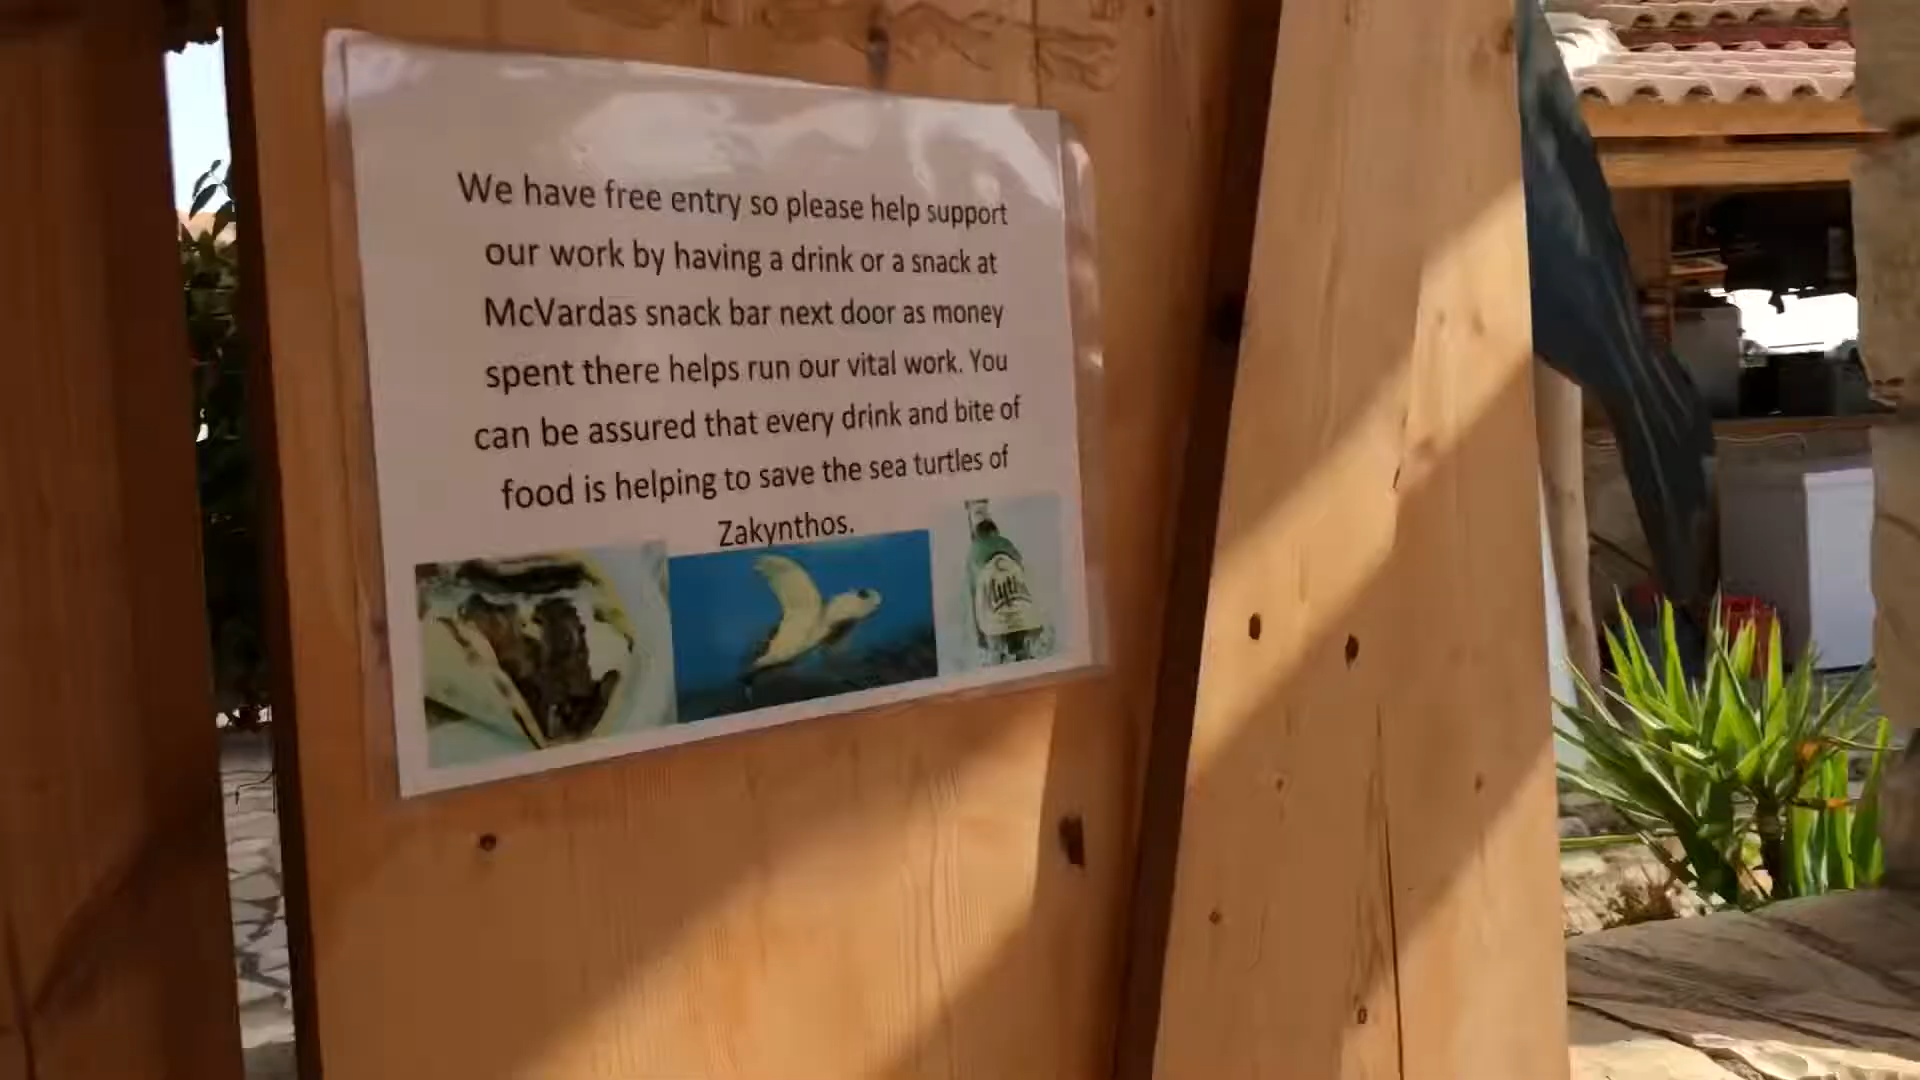 We have free entry so please help support
our work by having a drink or a snack at
McVardas snack bar next door as money
spent there helps run our vital work. You
can be assured that every drink and bite of
food is helping to save the sea turtles of
Zakynthos.